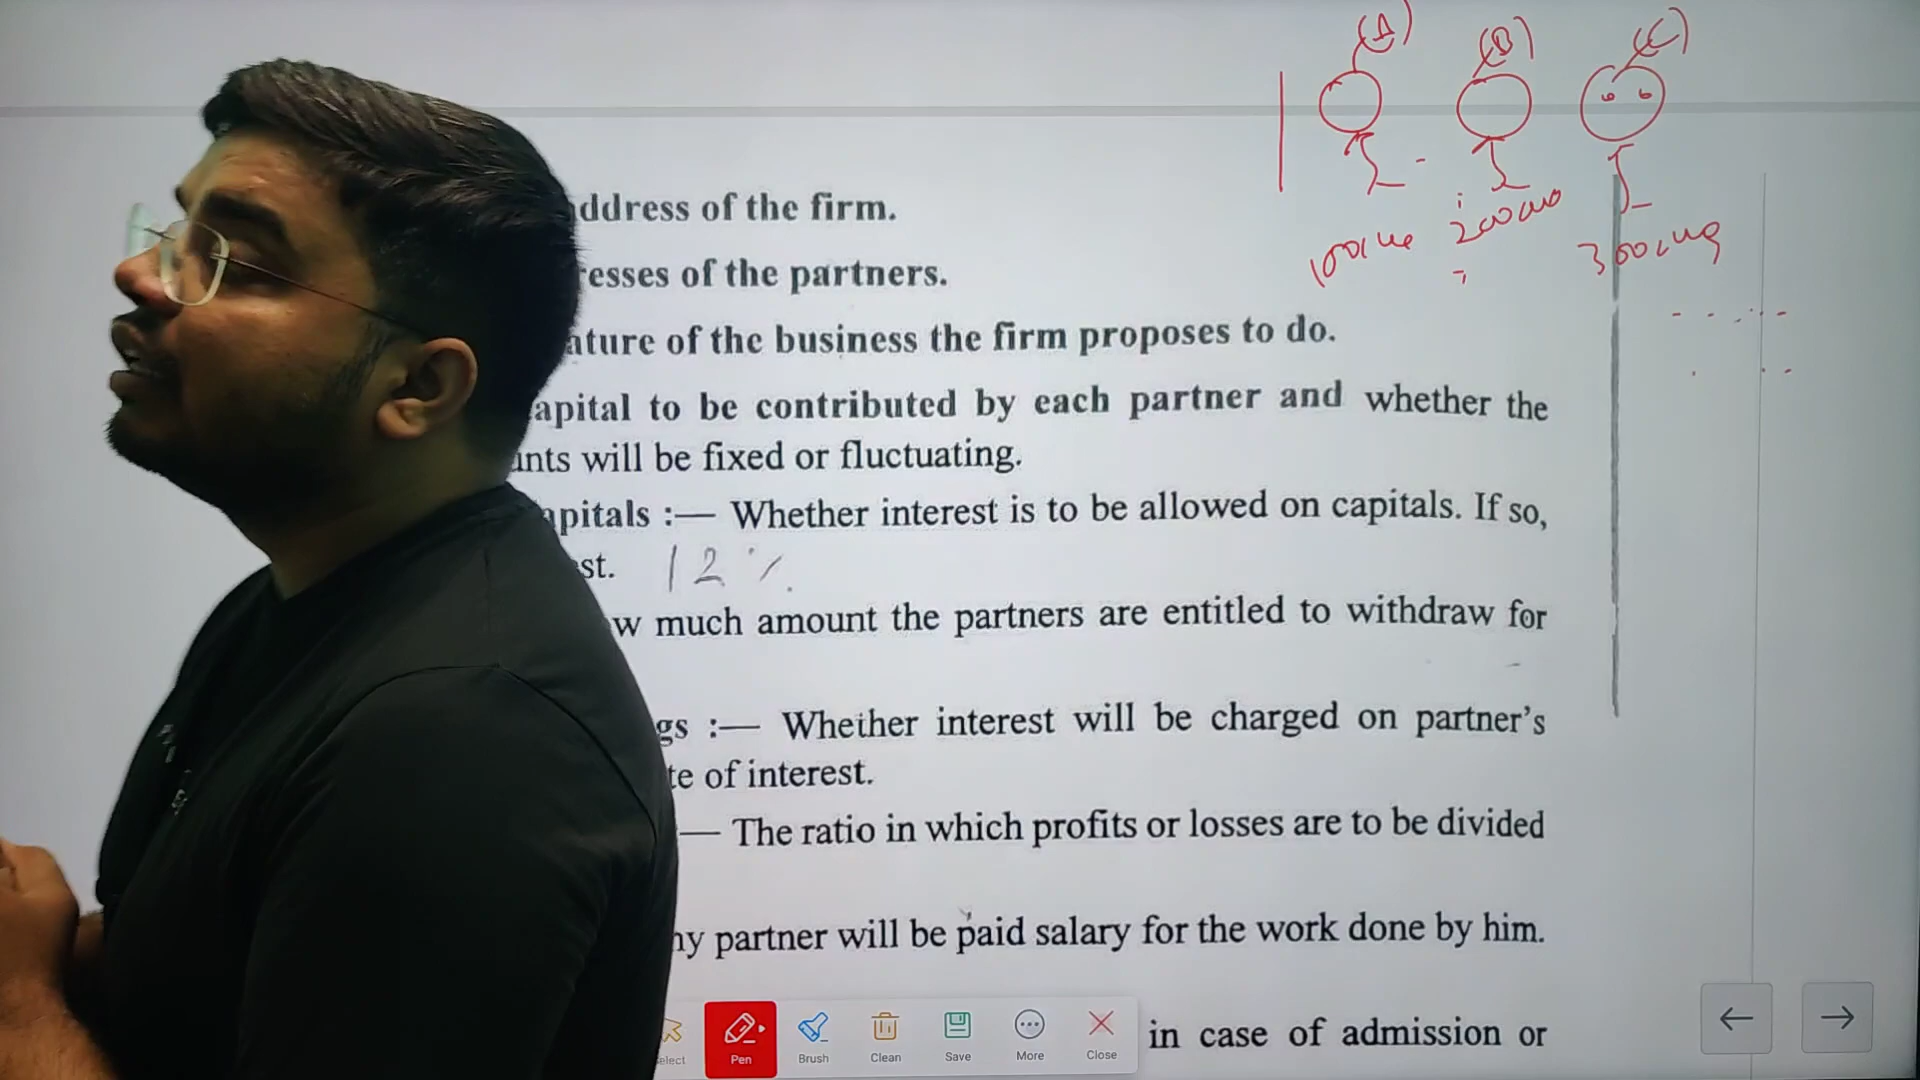 (A) (B) (C)
200000
ddress of the firm.
esses of the partners.
ature of the business the firm proposes to do.
apital to be contributed by each partner and whether the
unts will be fixed or fluctuating.
apitals :— Whether interest is to be allowed on capitals. If so,
st. 12%
w much amount the partners are entitled to withdraw for
gs :— Whether interest will be charged on partner's
te of interest.
— The ratio in which profits or losses are to be divided
ny partner will be paid salary for the work done by him.
in case of admission or
elect Pen Brush Clean Save More Close